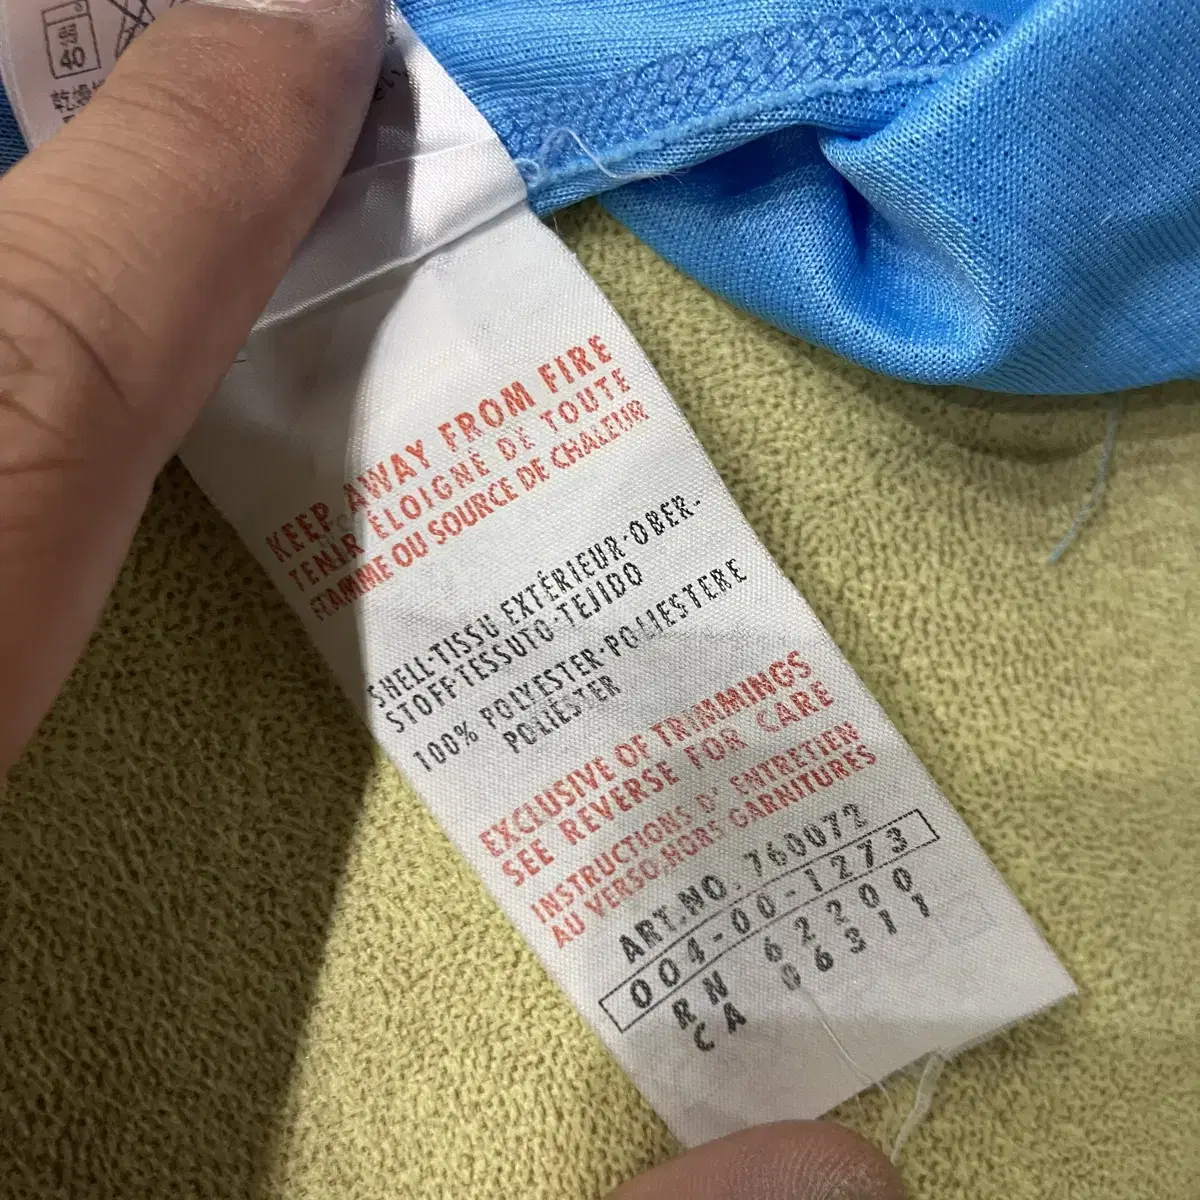 40
KEEP AWAY FROM FIRE
TENIR ÉLOIGNÉ DE TOUTE
FLAMME OU SOURCE DE CHALEUR
SHELL·TISSU EXTÉRIEUR·OBER-
STOFF·TESSUTO·TEJIDO
100% POLYESTER·POLIESTERE
POLIESTER
EXCLUSIVE OF TRIMMINGS
SEE REVERSE FOR CARE
INSTRUCTIONS D' ENTRETIEN
AU VERSO,HORS GARNITURES
ART.NO.760072
004-00-1273
RN 62200
CA 06311